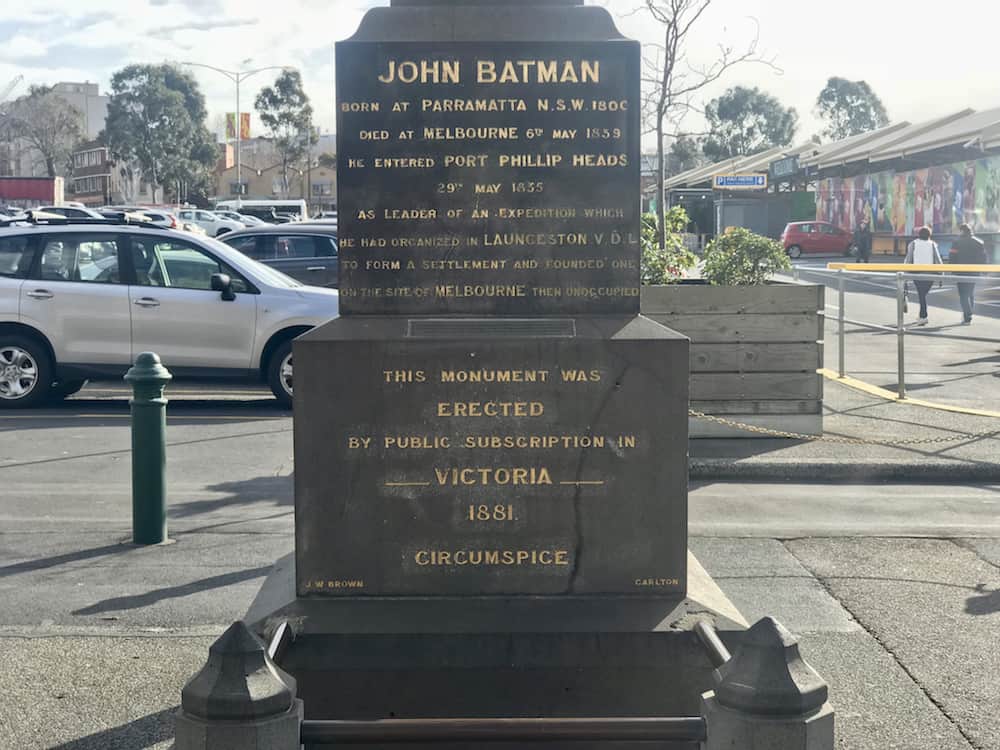 JOHN BATMAN
BORN AT PARRAMATTA N.S.W. 1800
DIED AT MELBOURNE 6TH MAY 1839
HE ENTERED PORT PHILLIP HEADS
29TH MAY 1835
AS LEADER OF AN EXPEDITION WHICH
HE HAD ORGANIZED IN LAUNCESTON V.D.L
TO FORM A SETTLEMENT AND FOUNDED ONE
ON THE SITE OF MELBOURNE THEN UNOCCUPIED
THIS MONUMENT WAS
ERECTED
BY PUBLIC SUBSCRIPTION IN
VICTORIA
1881.
CIRCUMSPICE
J.W BROWN
CARLTON